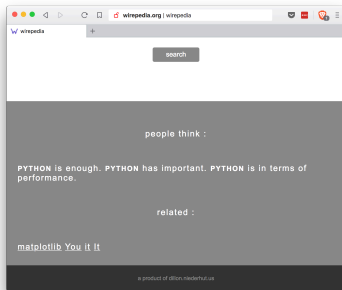 wirepedia.org | wirepedia
wirepedia
search
people think :
PYTHON is enough. PYTHON has important. PYTHON is in terms of
performance.
related :
matplotlib You it It
a product of dillon.niederhut.us